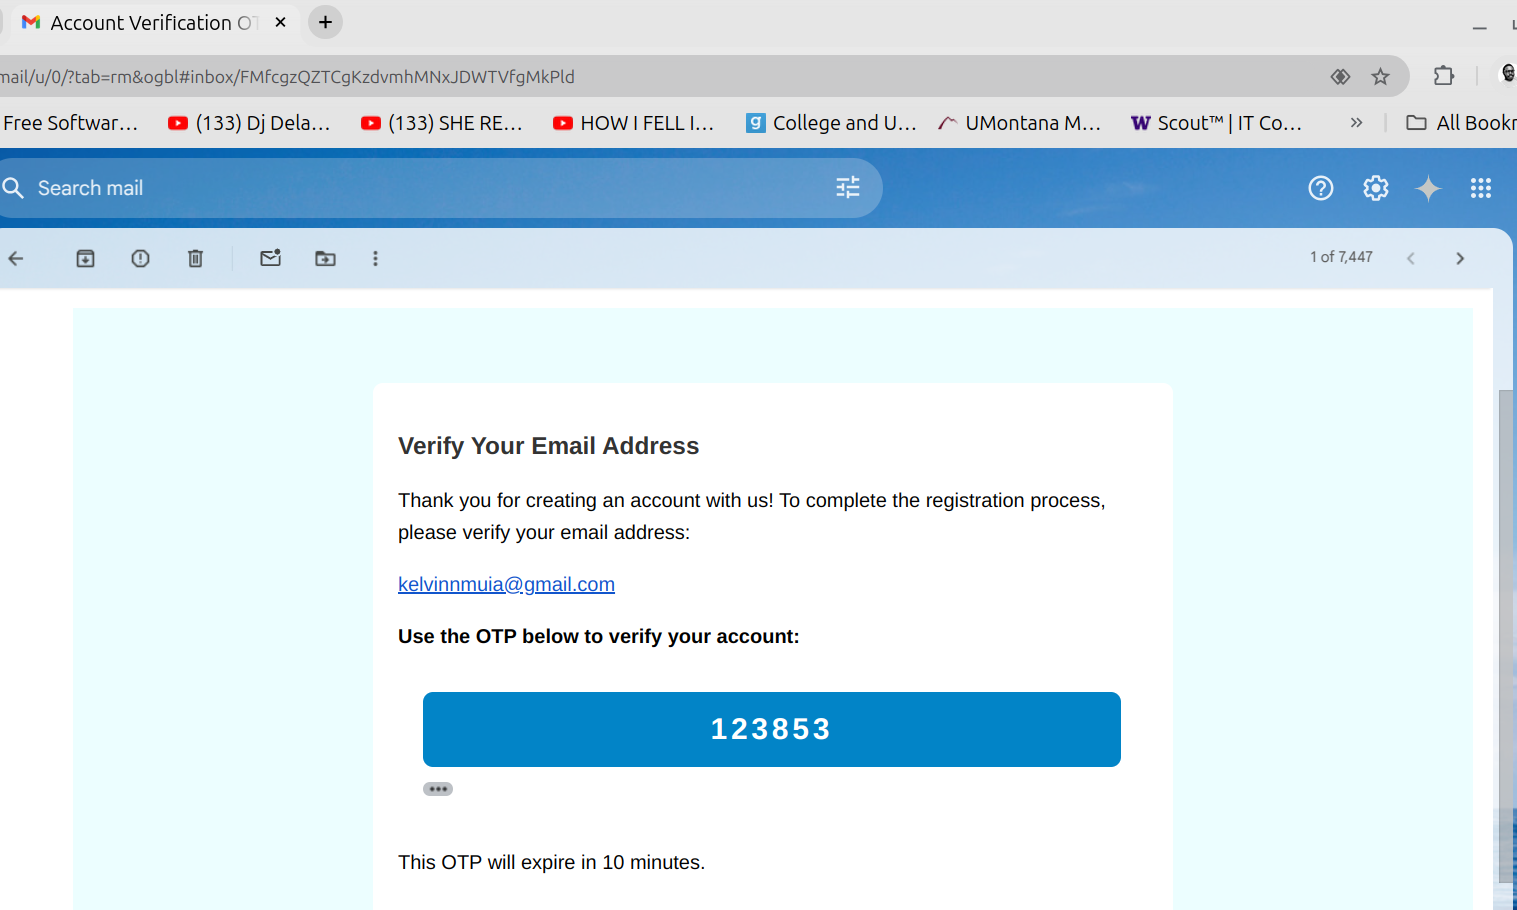 Account Verification OT
mail/u/0/?tab=rm&ogbl#inbox/FMfcgzQZTCgKzdvmhMNxJDWTVfgMkPld
Free Softwar... (133) Dj Dela... (133) SHE RE... HOW I FELL I... g College and U... UMontana M... W Scout™ | IT Co... » All Bookr
Search mail
1 of 7,447
Verify Your Email Address
Thank you for creating an account with us! To complete the registration process,
please verify your email address:
kelvinnmuia@gmail.com
Use the OTP below to verify your account:
123853
This OTP will expire in 10 minutes.